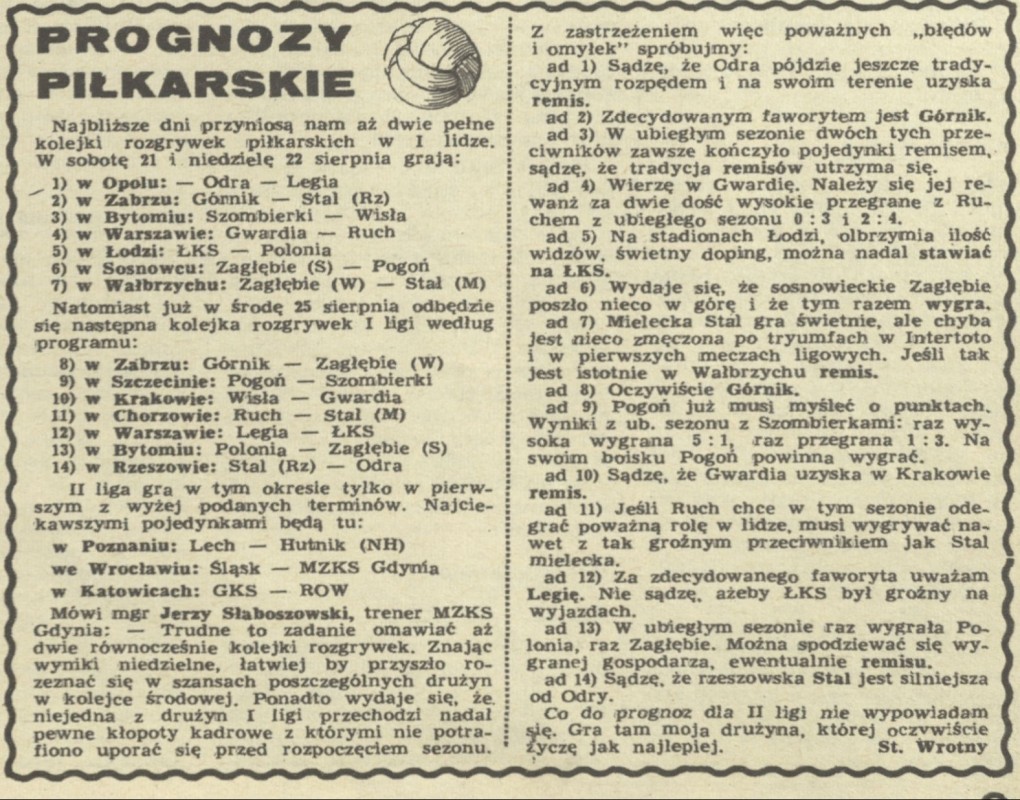 PROGNOZY
PIŁKARSKIE
Najbliższe dni przyniosą nam aż dwie pełne
kolejki rozgrywek piłkarskich w I lidze.
W sobotę 21 i niedzielę 22 sierpnia grają:
1) w Opolu: — Odra — Legia
2) w Zabrzu: Górnik — Stal (Rz)
3) w Bytomiu: Szombierki — Wisła
4) w Warszawie: Gwardia — Ruch
5) w Łodzi: ŁKS — Polonia
6) w Sosnowcu: Zagłębie (S) — Pogoń
7) w Wałbrzychu: Zagłębie (W) — Stal (M)
Natomiast już w środę 25 sierpnia odbędzie
się następna kolejka rozgrywek I ligi według
programu:
8) w Zabrzu: Górnik — Zagłębie (W)
9) w Szczecinie: Pogoń — Szombierki
10) w Krakowie: Wisła — Gwardia
11) w Chorzowie: Ruch — Stal (M)
12) w Warszawie: Legia — ŁKS
13) w Bytomiu: Polonia — Zagłębie (S)
14) w Rzeszowie: Stal (Rz) — Odra
II liga gra w tym okresie tylko w pierw-
szym z wyżej podanych terminów. Najcie-
kawszymi pojedynkami będą tu:
w Poznaniu: Lech — Hutnik (NH)
we Wrocławiu: Śląsk — MZKS Gdynia
w Katowicach: GKS — ROW
Mówi mgr Jerzy Słaboszowski, trener MZKS
Gdynia: — Trudne to zadanie omawiać aż
dwie równocześnie kolejki rozgrywek. Znając
wyniki niedzielne, łatwiej by przyszło ro-
zeznać się w szansach poszczególnych drużyn
w kolejce środowej. Ponadto wydaje się, że
niejedna z drużyn I ligi przechodzi nadal
pewne kłopoty kadrowe z którymi nie potra-
fiono uporać się przed rozpoczęciem sezonu.
Z zastrzeżeniem więc poważnych „błędów
i omyłek" spróbujmy:
ad 1) Sądzę, że Odra pójdzie jeszcze trady-
cyjnym rozpędem i na swoim terenie uzyska
remis.
ad 2) Zdecydowanym faworytem jest Górnik.
ad 3) W ubiegłym sezonie dwóch tych prze-
ciwników zawsze kończyło pojedynki remisem,
sądzę, że tradycja remisów utrzyma się.
ad 4) Wierzę w Gwardię. Należy się jej re-
wanż za dwie dość wysokie przegrane z Ru-
chem z ubiegłego sezonu 0:3 i 2:4.
ad 5) Na stadionach Łodzi, olbrzymia ilość
widzów, świetny doping, można nadal stawiać
na ŁKS.
ad 6) Wydaje się, że sosnowieckie Zagłębie
poszło nieco w górę i że tym razem wygra.
ad 7) Mielecka Stal gra świetnie, ale chyba
jest nieco zmęczona po tryumfach w Intertoto
i w pierwszych meczach ligowych. Jeśli tak
jest istotnie w Wałbrzychu remis.
ad 8) Oczywiście Górnik.
ad 9) Pogoń już musi myśleć o punktach.
Wyniki z ub. sezonu z Szombierkami: raz wy-
soka wygrana 5:1, raz przegrana 1:3. Na
swoim boisku Pogoń powinna wygrać.
ad 10) Sądzę, że Gwardia uzyska w Krakowie
remis.
ad 11) Jeśli Ruch chce w tym sezonie ode-
grać poważną rolę w lidze, musi wygrywać na-
wet z tak groźnym przeciwnikiem jak Stal
mielecka.
ad 12) Za zdecydowanego faworyta uważam
Legię. Nie sądzę, ażeby ŁKS był groźny na
wyjazdach.
ad 13) W ubiegłym sezonie raz wygrała Po-
lonia, raz Zagłębie. Można spodziewać się wy-
granej gospodarza, ewentualnie remisu.
ad 14) Sądzę, że rzeszowska Stal jest silniejsza
od Odry.
Co do prognoz dla II ligi nie wypowiadam
się. Gra tam moja drużyna, której oczywiście
życzę jak najlepiej. St. Wrotny